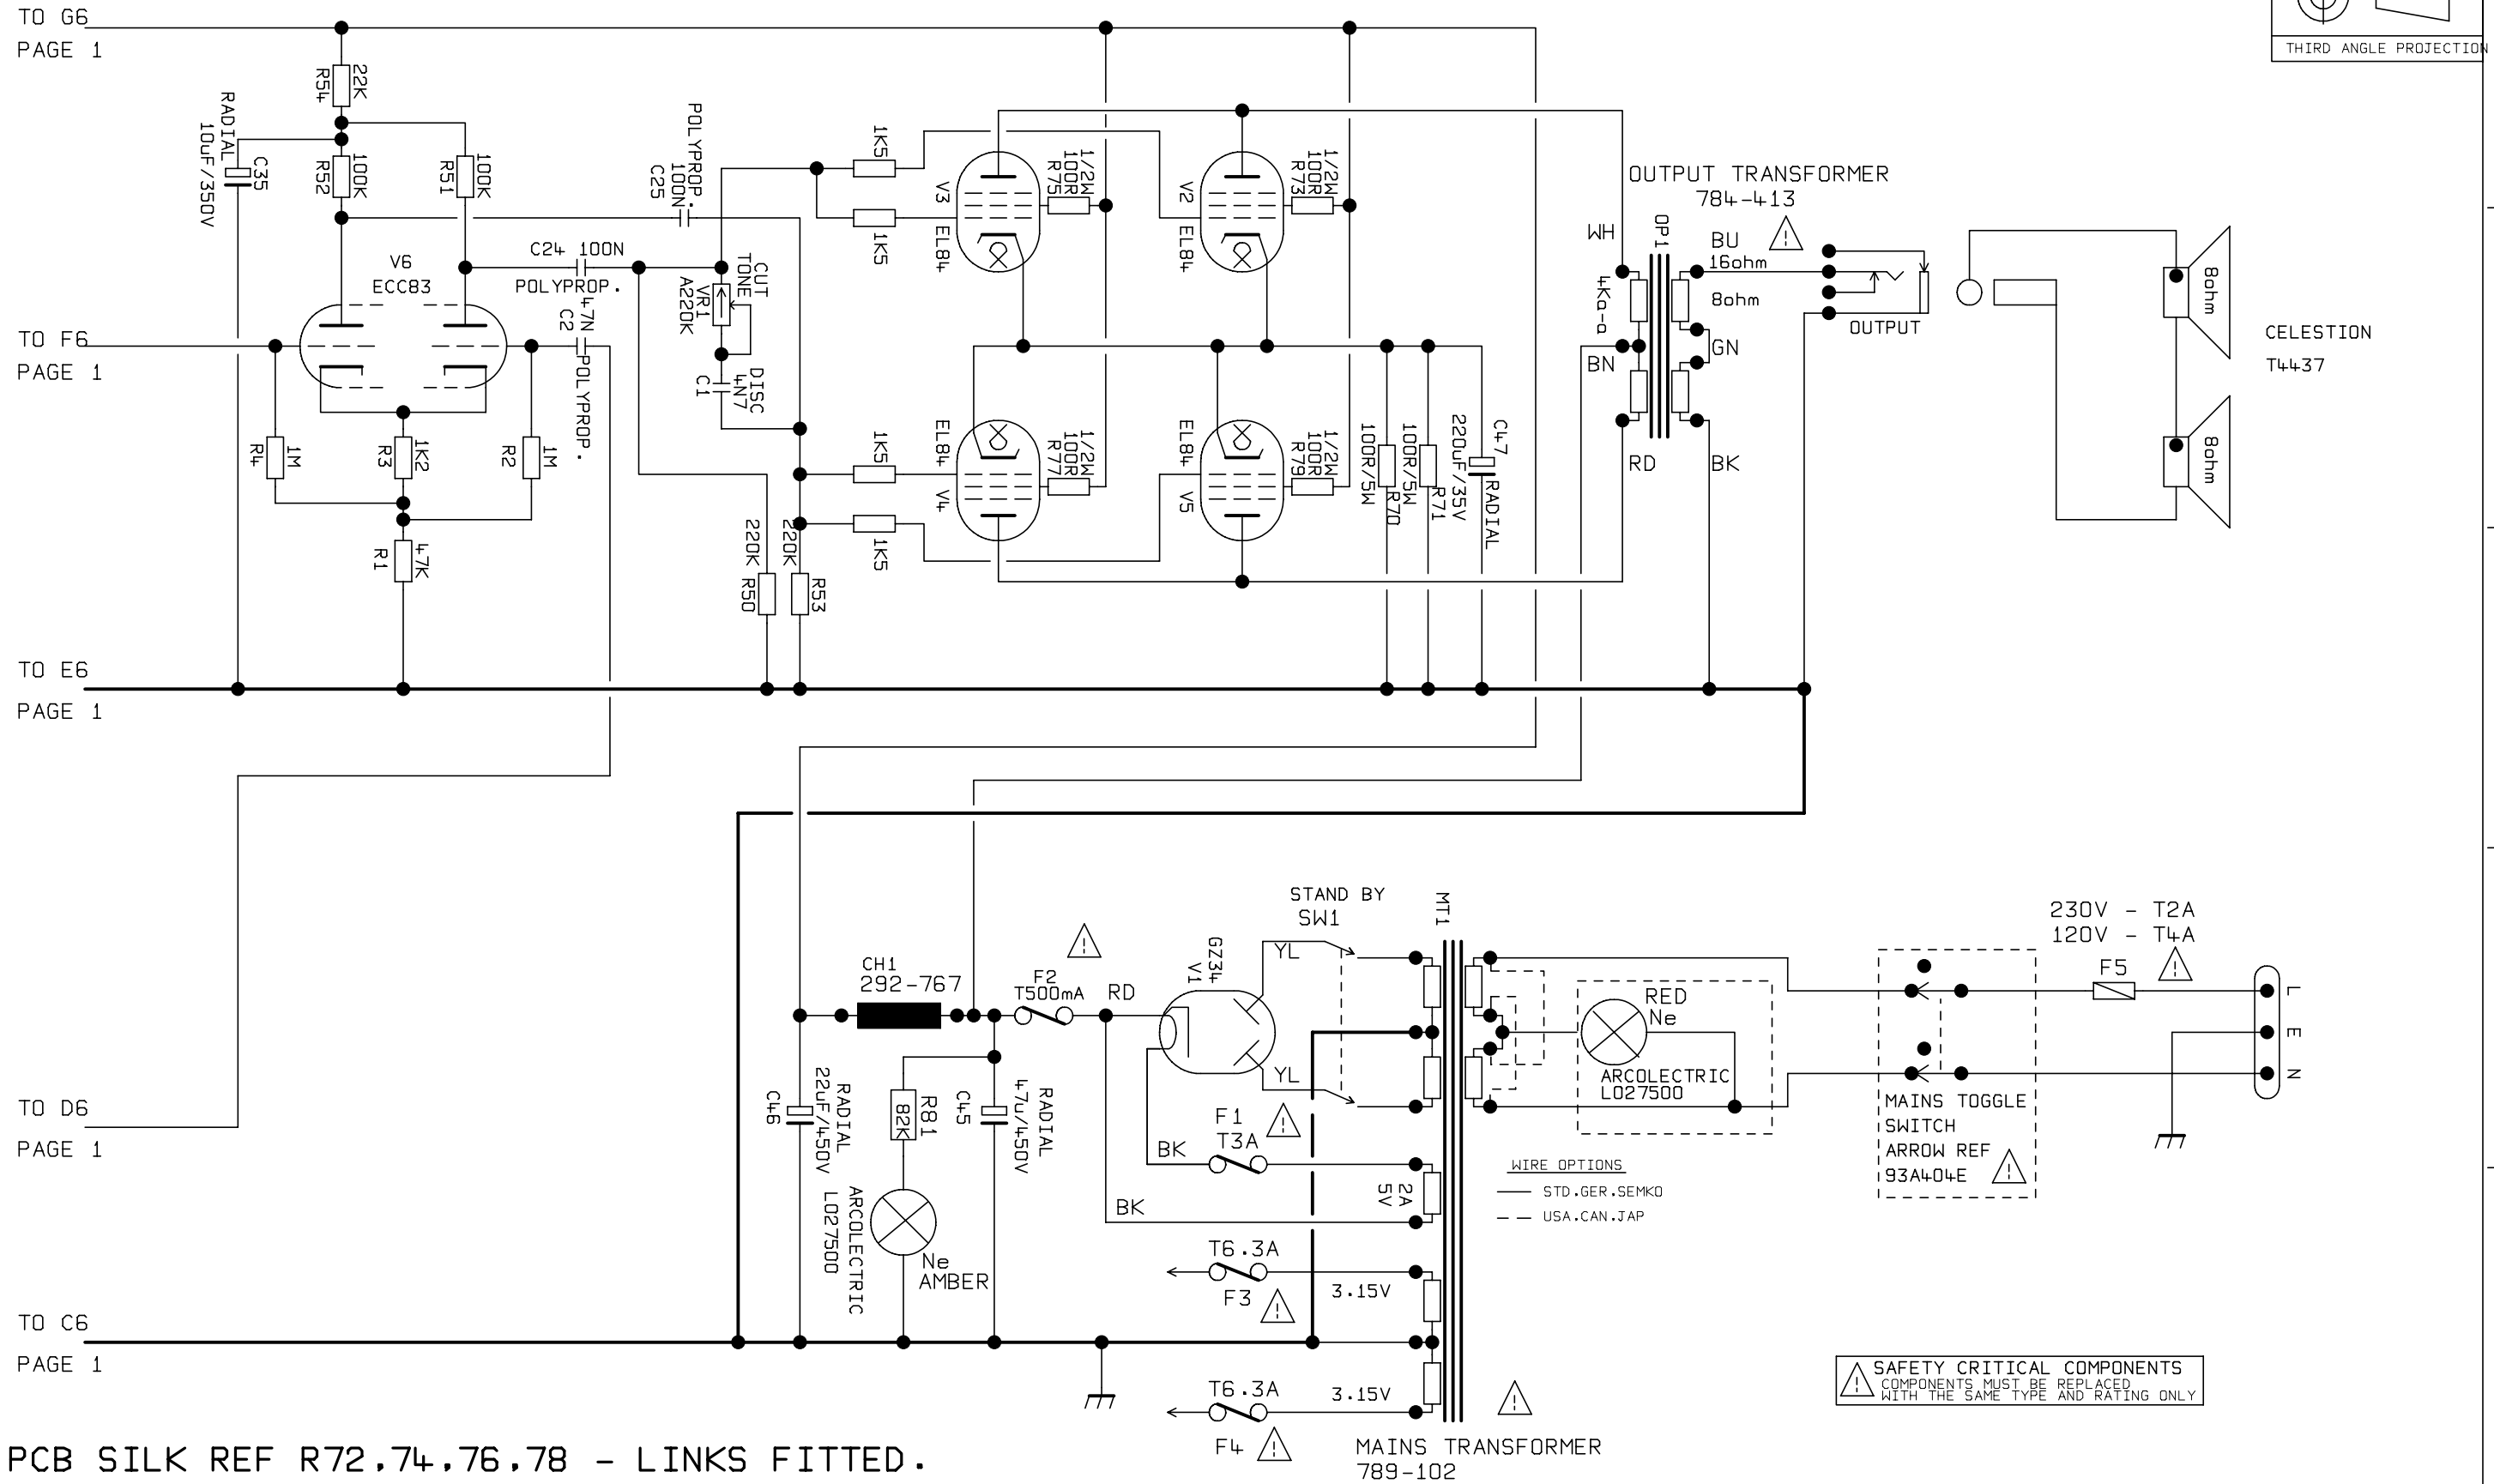 TO G6
PAGE 1
THIRD ANGLE PROJECTION
22K
R54
RADIAL
10uF/350V
C35
100K
R52
100K
R51
POLYPROP.
100N
C25
1K5
1K5
V3
EL84
1/2W
100R
R75
V2
EL84
1/2W
100R
R73
OUTPUT TRANSFORMER
784-413
OP1
WH
4Ka-a
BN
RD
BU
16ohm
8ohm
GN
BK
OUTPUT
8ohm
8ohm
CELESTION
T4437
V6
ECC83
C24 100N
POLYPROP.
47N
C2
POLYPROP.
CUT
TONE
VR1
A220K
DISC
4N7
C1
TO F6
PAGE 1
1M
R4
1K2
R3
1M
R2
47K
R1
1K5
1K5
EL84
V4
1/2W
100R
R77
EL84
V5
1/2W
100R
R79
100R/5W
R70
100R/5W
R71
220uF/35V
C47
RADIAL
220K
R50
220K
R53
TO E6
PAGE 1
STAND BY
SW1
MT1
230V - T2A
120V - T4A
F5
CH1
292-767
F2
T500mA
RD
GZ34
V1
YL
YL
RED
Ne
ARCOLECTRIC
L027500
L
E
N
MAINS TOGGLE
SWITCH
ARROW REF
93A404E
C46
22uF/450V
RADIAL
R81
82K
C45
47u/450V
RADIAL
F1
T3A
BK
BK
2A
5V
WIRE OPTIONS
STD.GER.SEMKO
USA.CAN.JAP
TO D6
PAGE 1
ARCOLECTRIC
L027500
Ne
AMBER
T6.3A
F3
3.15V
TO C6
PAGE 1
T6.3A
F4
3.15V
SAFETY CRITICAL COMPONENTS
COMPONENTS MUST BE REPLACED
WITH THE SAME TYPE AND RATING ONLY
MAINS TRANSFORMER
789-102
PCB SILK REF R72,74,76,78 - LINKS FITTED.